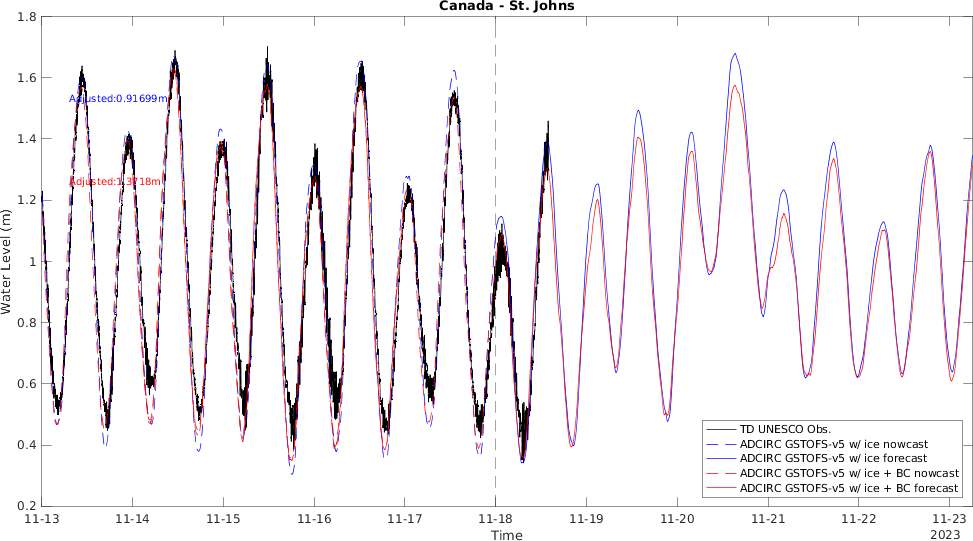 Canada - St. Johns
1.8
1.6
1.4
1.2
1
0.8
0.6
0.4
0.2
Water Level (m)
Adjusted:0.91699m
Adjusted:1.3718m
TD UNESCO Obs.
ADCIRC GSTOFS-v5 w/ ice nowcast
ADCIRC GSTOFS-v5 w/ ice forecast
ADCIRC GSTOFS-v5 w/ ice + BC nowcast
ADCIRC GSTOFS-v5 w/ ice + BC forecast
11-13 11-14 11-15 11-16 11-17 11-18 11-19 11-20 11-21 11-22 11-23
Time
2023